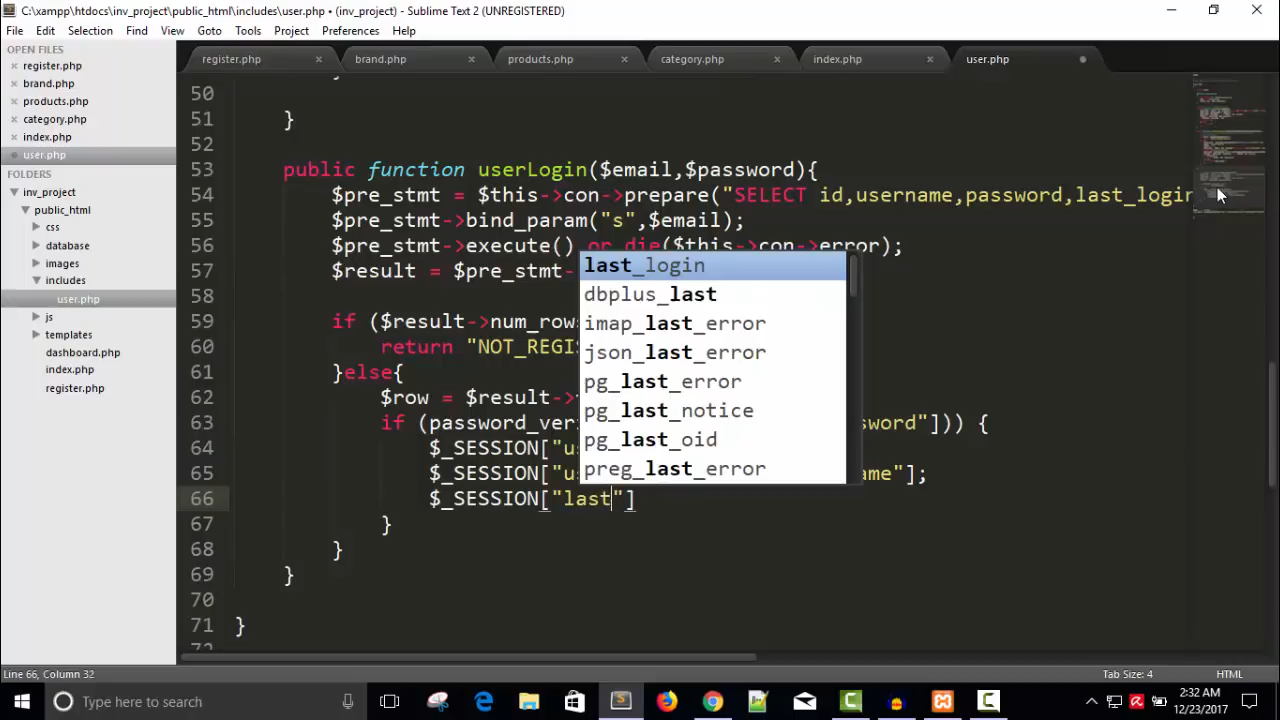 C:\xampp\htdocs\inv_project\public_html\includes\user.php • (inv_project) - Sublime Text 2 (UNREGISTERED)
File Edit Selection Find View Goto Tools Project Preferences Help
OPEN FILES
register.php
brand.php
products.php
category.php
index.php
user.php
FOLDERS
inv_project
public_html
css
database
images
includes
user.php
js
templates
dashboard.php
index.php
register.php
register.php brand.php products.php category.php index.php user.php
50
51 }
52
53 public function userLogin($email,$password){
54 $pre_stmt = $this->con->prepare("SELECT id,username,password,last_login
55 $pre_stmt->bind_param("s",$email);
56 $pre_stmt->execute() or die($this->con->error);
57 $result = $pre_stmt-
58
59 if ($result->num_rows
60 return "NOT_REGIS
61 }else{
62 $row = $result->
63 if (password_veri sword"])) {
64 $_SESSION["us
65 $_SESSION["us ame"];
66 $_SESSION["last"]
67 }
68 }
69 }
70
71 }
72
last_login
dbplus_last
imap_last_error
json_last_error
pg_last_error
pg_last_notice
pg_last_oid
preg_last_error
Line 66, Column 32 Tab Size: 4 HTML
Type here to search
2:32 AM
12/23/2017